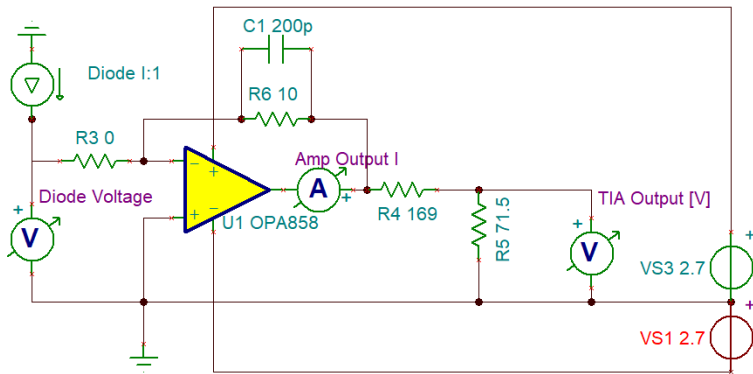 C1 200p
Diode I:1
R6 10
R3 0
Amp Output I
Diode Voltage
A
TIA Output [V]
U1 OPA858
R4 169
R5 71.5
V
V
VS3 2.7
VS1 2.7